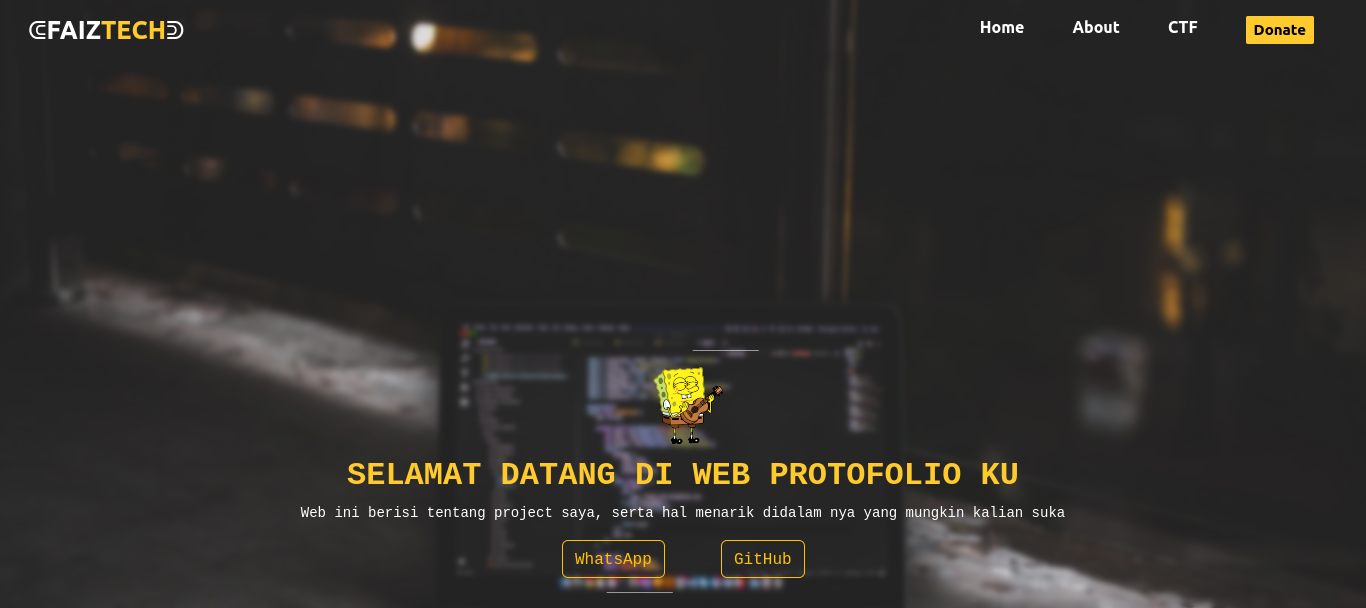 ⋐FAIZTECH⋑
Home
About
CTF
Donate
SELAMAT DATANG DI WEB PROTOFOLIO KU
Web ini berisi tentang project saya, serta hal menarik didalam nya yang mungkin kalian suka
WhatsApp
GitHub